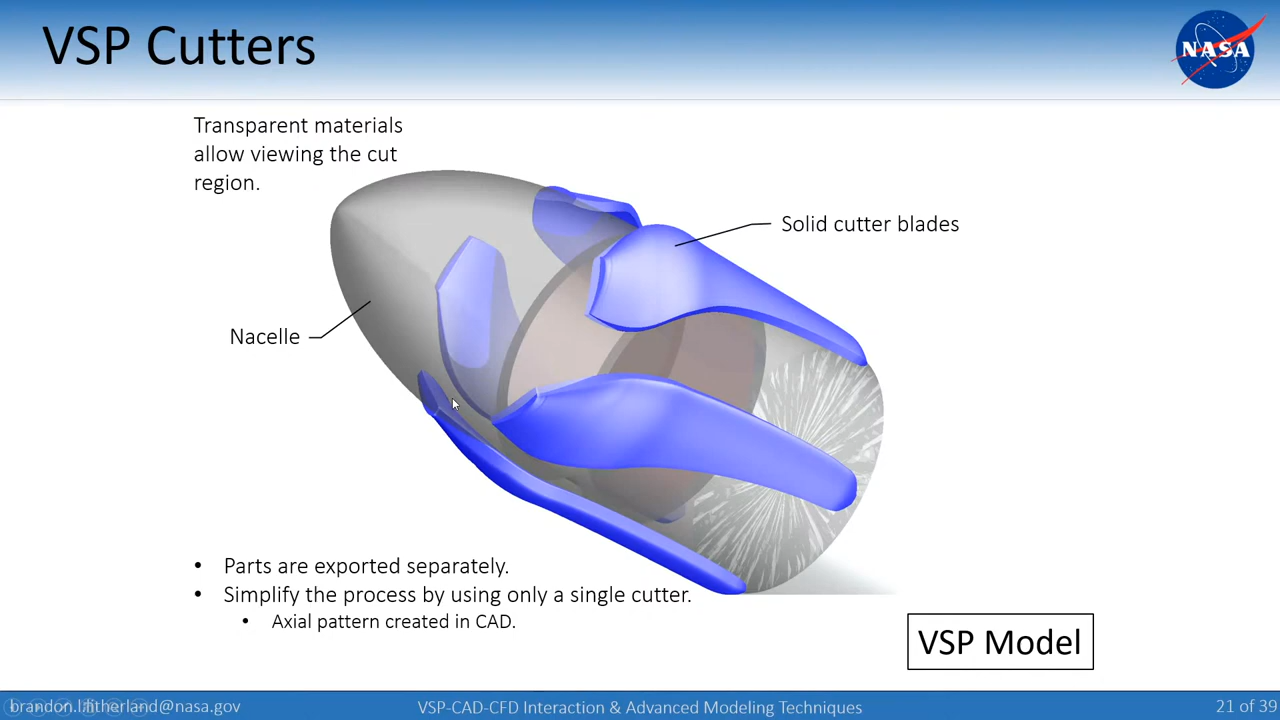 VSP Cutters
NASA
Transparent materials
allow viewing the cut
region.
Solid cutter blades
Nacelle
• Parts are exported separately.
• Simplify the process by using only a single cutter.
• Axial pattern created in CAD.
VSP Model
brandon.l.litherland@nasa.gov
VSP-CAD-CFD Interaction & Advanced Modeling Techniques
21 of 39